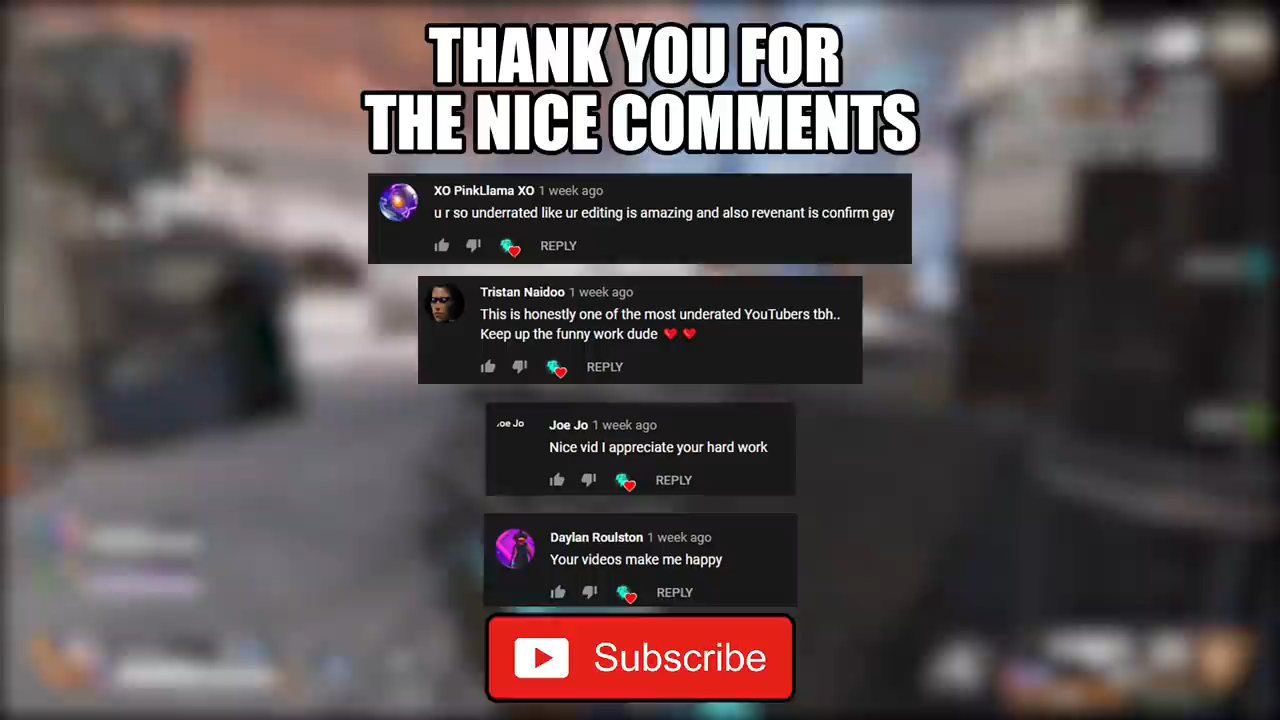 THANK YOU FOR
THE NICE COMMENTS
XO PinkLlama XO 1 week ago
u r so underrated like ur editing is amazing and also revenant is confirm gay
REPLY
Tristan Naidoo 1 week ago
This is honestly one of the most underated YouTubers tbh..
Keep up the funny work dude ❤️ ❤️
REPLY
Joe Jo
Joe Jo 1 week ago
Nice vid I appreciate your hard work
REPLY
Daylan Roulston 1 week ago
Your videos make me happy
REPLY
Subscribe